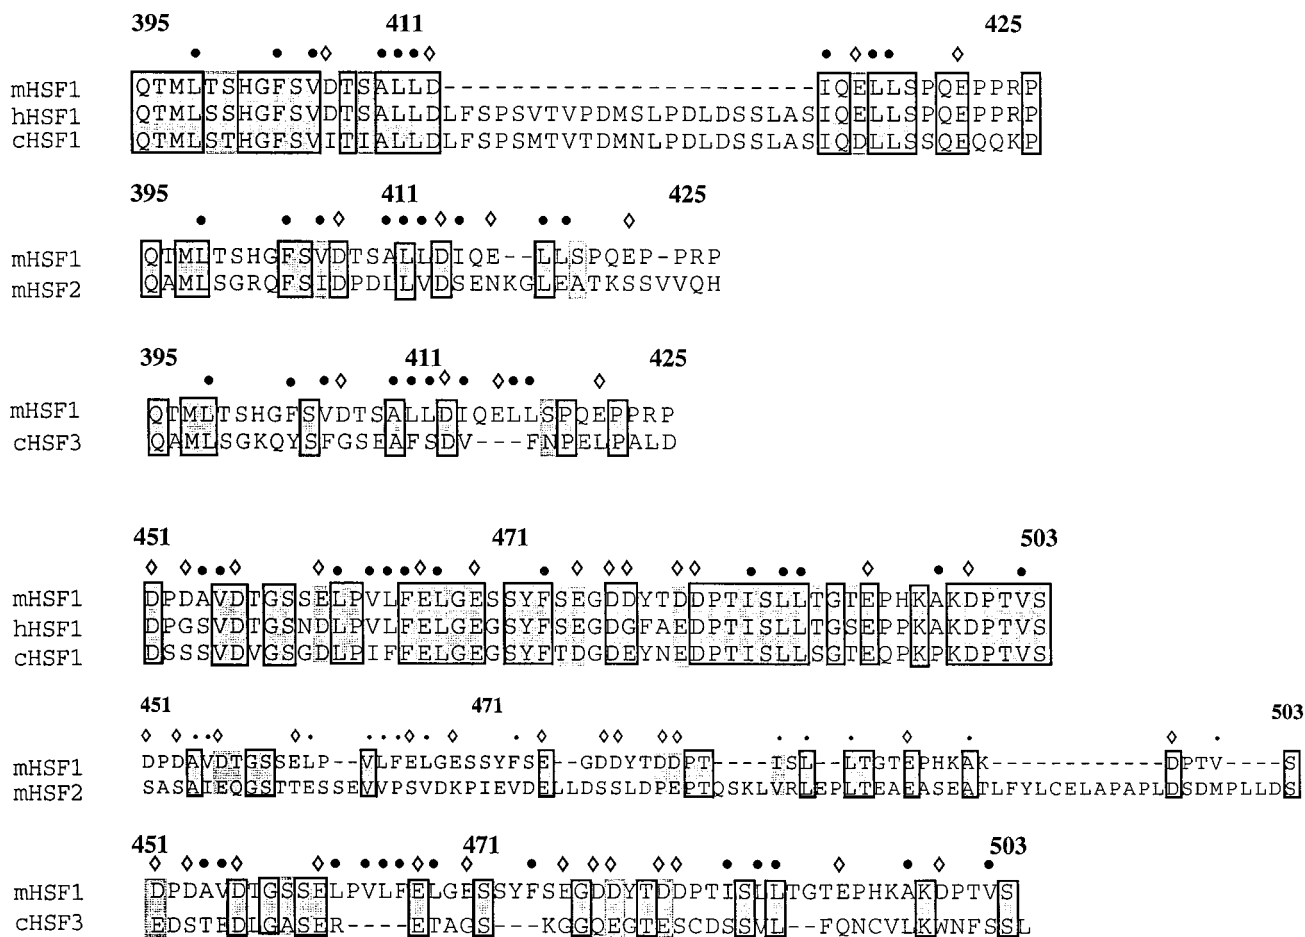 395 411 425
mHSF1 QTMLTSHGFSVDTSALLD-----------------------IQELLSPQEPPRP
hHSF1 QTMLSSHGFSVDTSALLDLFSPSVTVPDMSLPDLDSSLASIQELLSPQEPPRP
cHSF1 QTMLSTHGFSVITIALLDLFSPSMTVTDMNLPDLDSSLASIQDLLSSQEQQKP
395 411 425
mHSF1 QTMLTSHGFSVDTSALLDIQE--LLSPQEP-PRP
mHSF2 QAMLSGRQFSIDPDLLVDSENKGLEATKSSVVQH
395 411 425
mHSF1 QTMLTSHGFSVDTSALLDIQELLSPQEPPRP
cHSF3 QAMLSGKQYSFGSEAFSDV---FNPELPALD
451 471 503
mHSF1 DPDAVDTGSSELPVLFELGESSYFSEGDDYTDDPTISLLTGTEPHKAKDPTVS
hHSF1 DPGSVDTGSNDLPVLFELGEGSYFSEGDGFAEDPTISLLTGSEPPKAKDPTVS
cHSF1 DSSSVDVGSGDLPIFFELGEGSYFTDGDEYNEDPTISLLSGTEQPKPKDPTVS
451 471 503
mHSF1 DPDAVDTGSSELP--VLFELGESSYFSE-GDDYTDDPT----ISL--LTGTEPHKAK------------DPTV----S
mHSF2 SASAIEQGSTTESSEVVPSVDKPIEVDELLDSSLDPEPTQSKLVRLEPLTEAEASEATLFYLCELAPAPLDSDMPLLDS
451 471 503
mHSF1 DPDAVDTGSSELPVLFELGESSYFSEGDDYTDDPTISLLTGTEPHKAKDPTVSL
cHSF3 EDSTEDLGASER----ETAGS---KGGQEGTESCDSSVL--FQNCVLKWNFSSL